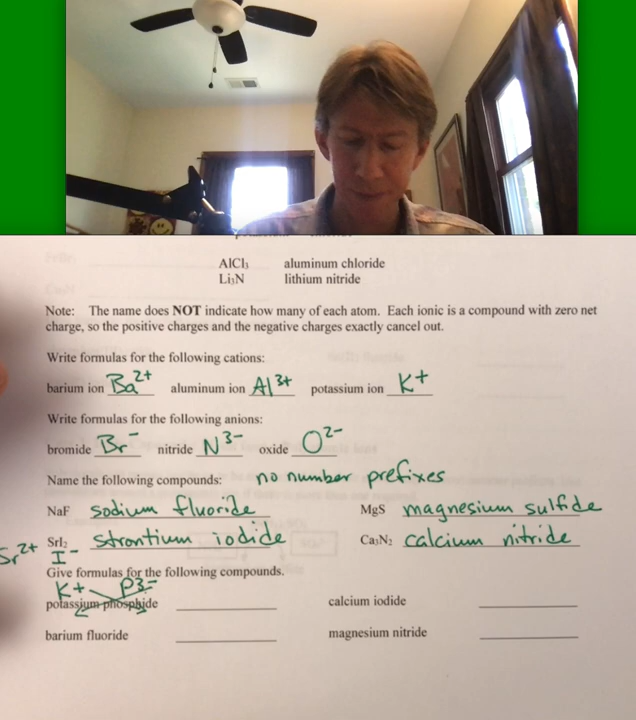 AlCl3 aluminum chloride
Li3N lithium nitride
Note: The name does NOT indicate how many of each atom. Each ionic is a compound with zero net
charge, so the positive charges and the negative charges exactly cancel out.
Write formulas for the following cations:
barium ion Ba2+ aluminum ion Al3+ potassium ion K+
Write formulas for the following anions:
bromide Br- nitride N3- oxide O2-
Name the following compounds: no number prefixes
NaF sodium fluoride MgS magnesium sulfide
SrI2 strontium iodide Ca3N2 calcium nitride
Sr2+ I-
Give formulas for the following compounds.
K+ P3-
potassium phosphide calcium iodide
barium fluoride magnesium nitride